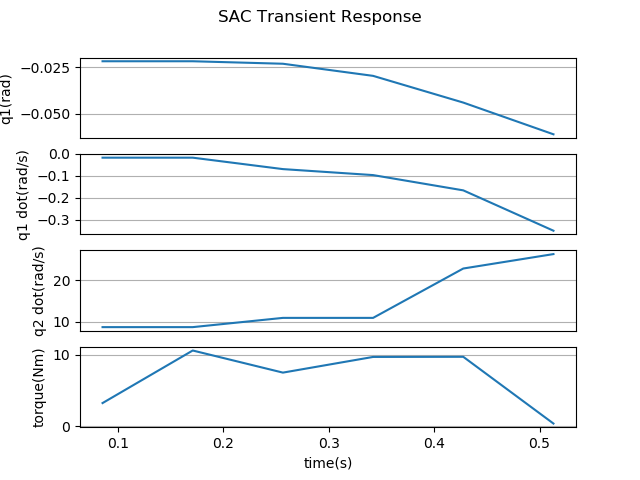 SAC Transient Response
q1(rad)
−0.025
−0.050
q1 dot(rad/s)
0.0
−0.1
−0.2
−0.3
q2 dot(rad/s)
20
10
torque(Nm)
10
0
0.1 0.2 0.3 0.4 0.5
time(s)